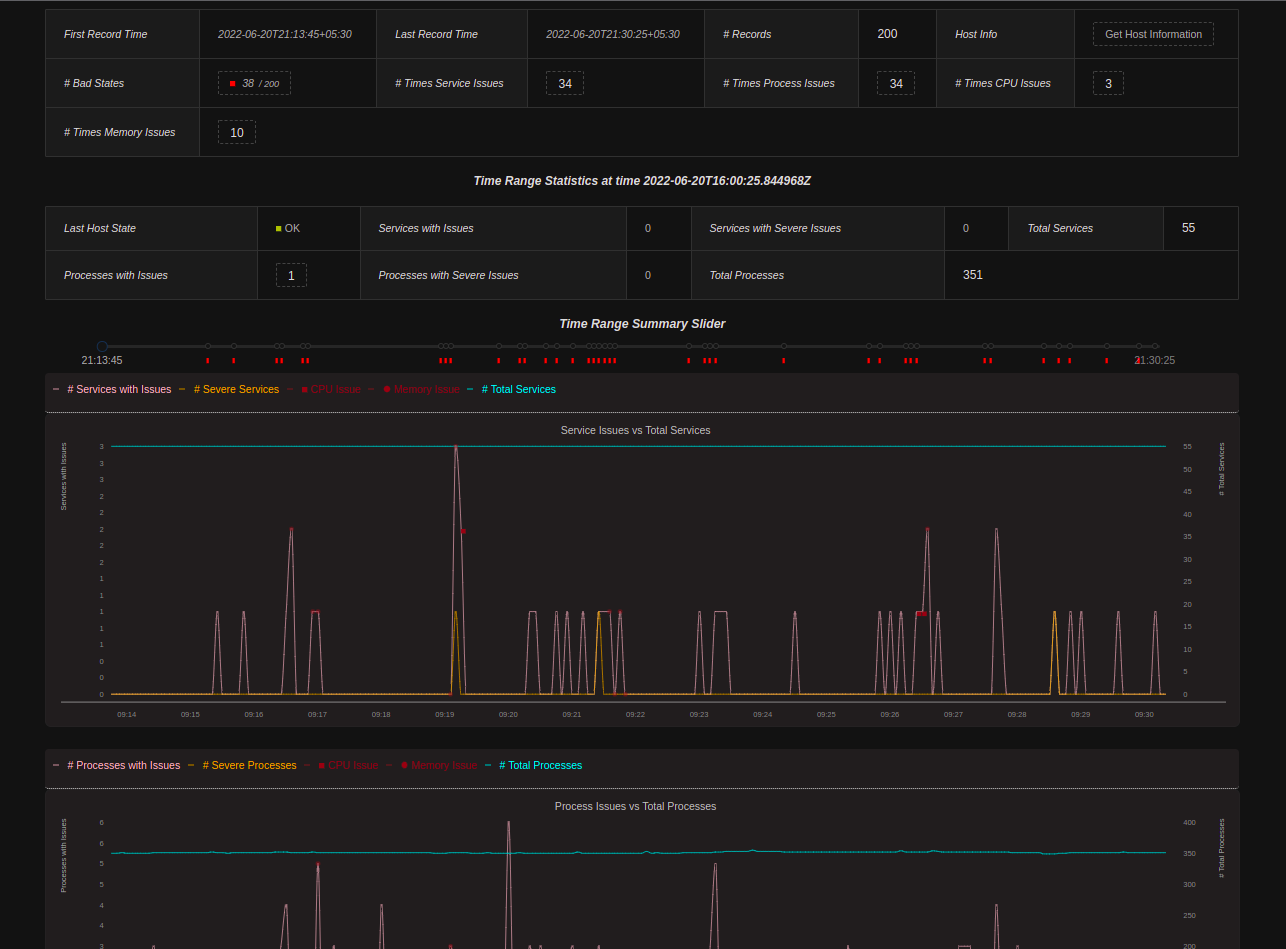 First Record Time 2022-06-20T21:13:45+05:30 Last Record Time 2022-06-20T21:30:25+05:30 # Records 200 Host Info Get Host Information
# Bad States 38 / 200 # Times Service Issues 34 # Times Process Issues 34 # Times CPU Issues 3
# Times Memory Issues 10
Time Range Statistics at time 2022-06-20T16:00:25.844968Z
Last Host State OK Services with Issues 0 Services with Severe Issues 0 Total Services 55
Processes with Issues 1 Processes with Severe Issues 0 Total Processes 351
Time Range Summary Slider
21:13:45 21:30:25
# Services with Issues # Severe Services CPU Issue Memory Issue # Total Services
Service Issues vs Total Services
Services with Issues
3
3
3
2
2
2
2
2
1
1
1
1
1
0
0
0
# Total Services
55
50
45
40
35
30
25
20
15
10
5
0
09:14 09:15 09:16 09:17 09:18 09:19 09:20 09:21 09:22 09:23 09:24 09:25 09:26 09:27 09:28 09:29 09:30
# Processes with Issues # Severe Processes CPU Issue Memory Issue # Total Processes
Process Issues vs Total Processes
Processes with Issues
6
6
5
5
4
4
3
# Total Processes
400
350
300
250
200